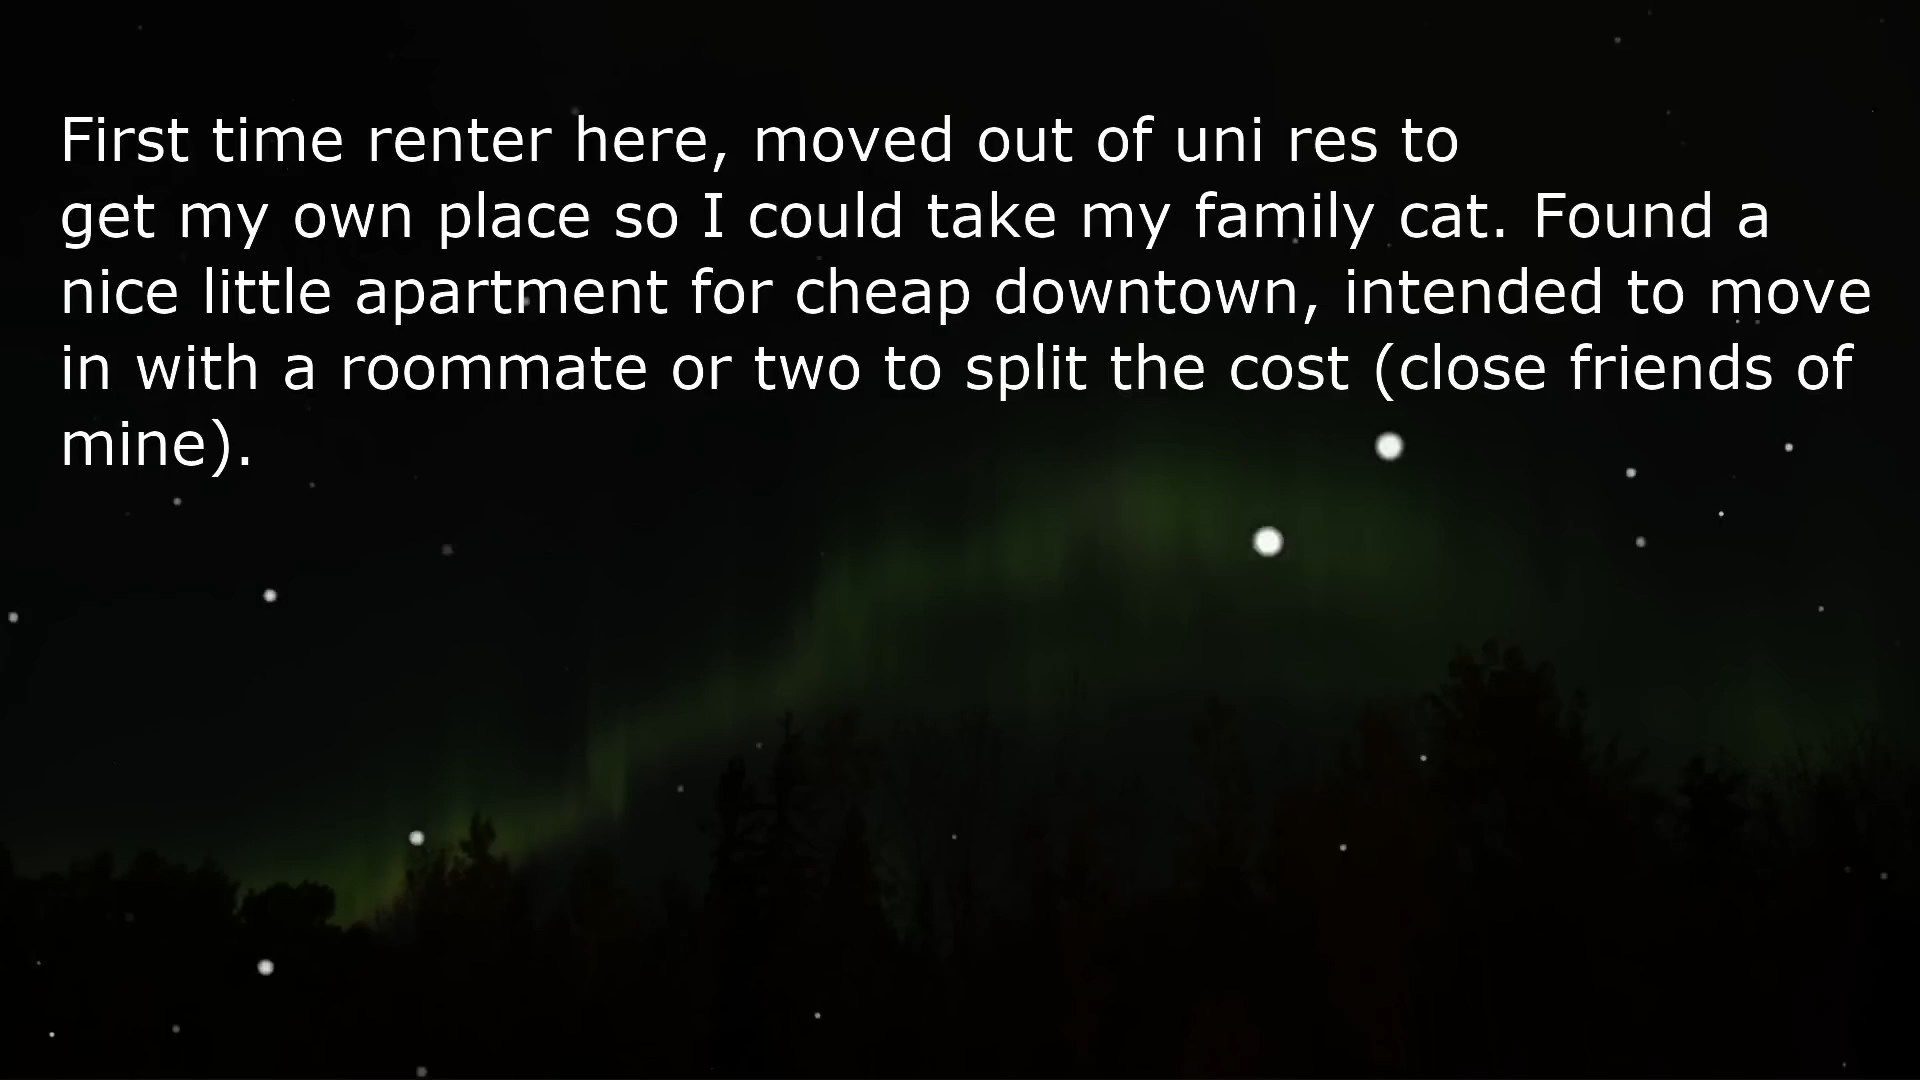 First time renter here, moved out of uni res to
get my own place so I could take my family cat. Found a
nice little apartment for cheap downtown, intended to move
in with a roommate or two to split the cost (close friends of
mine).